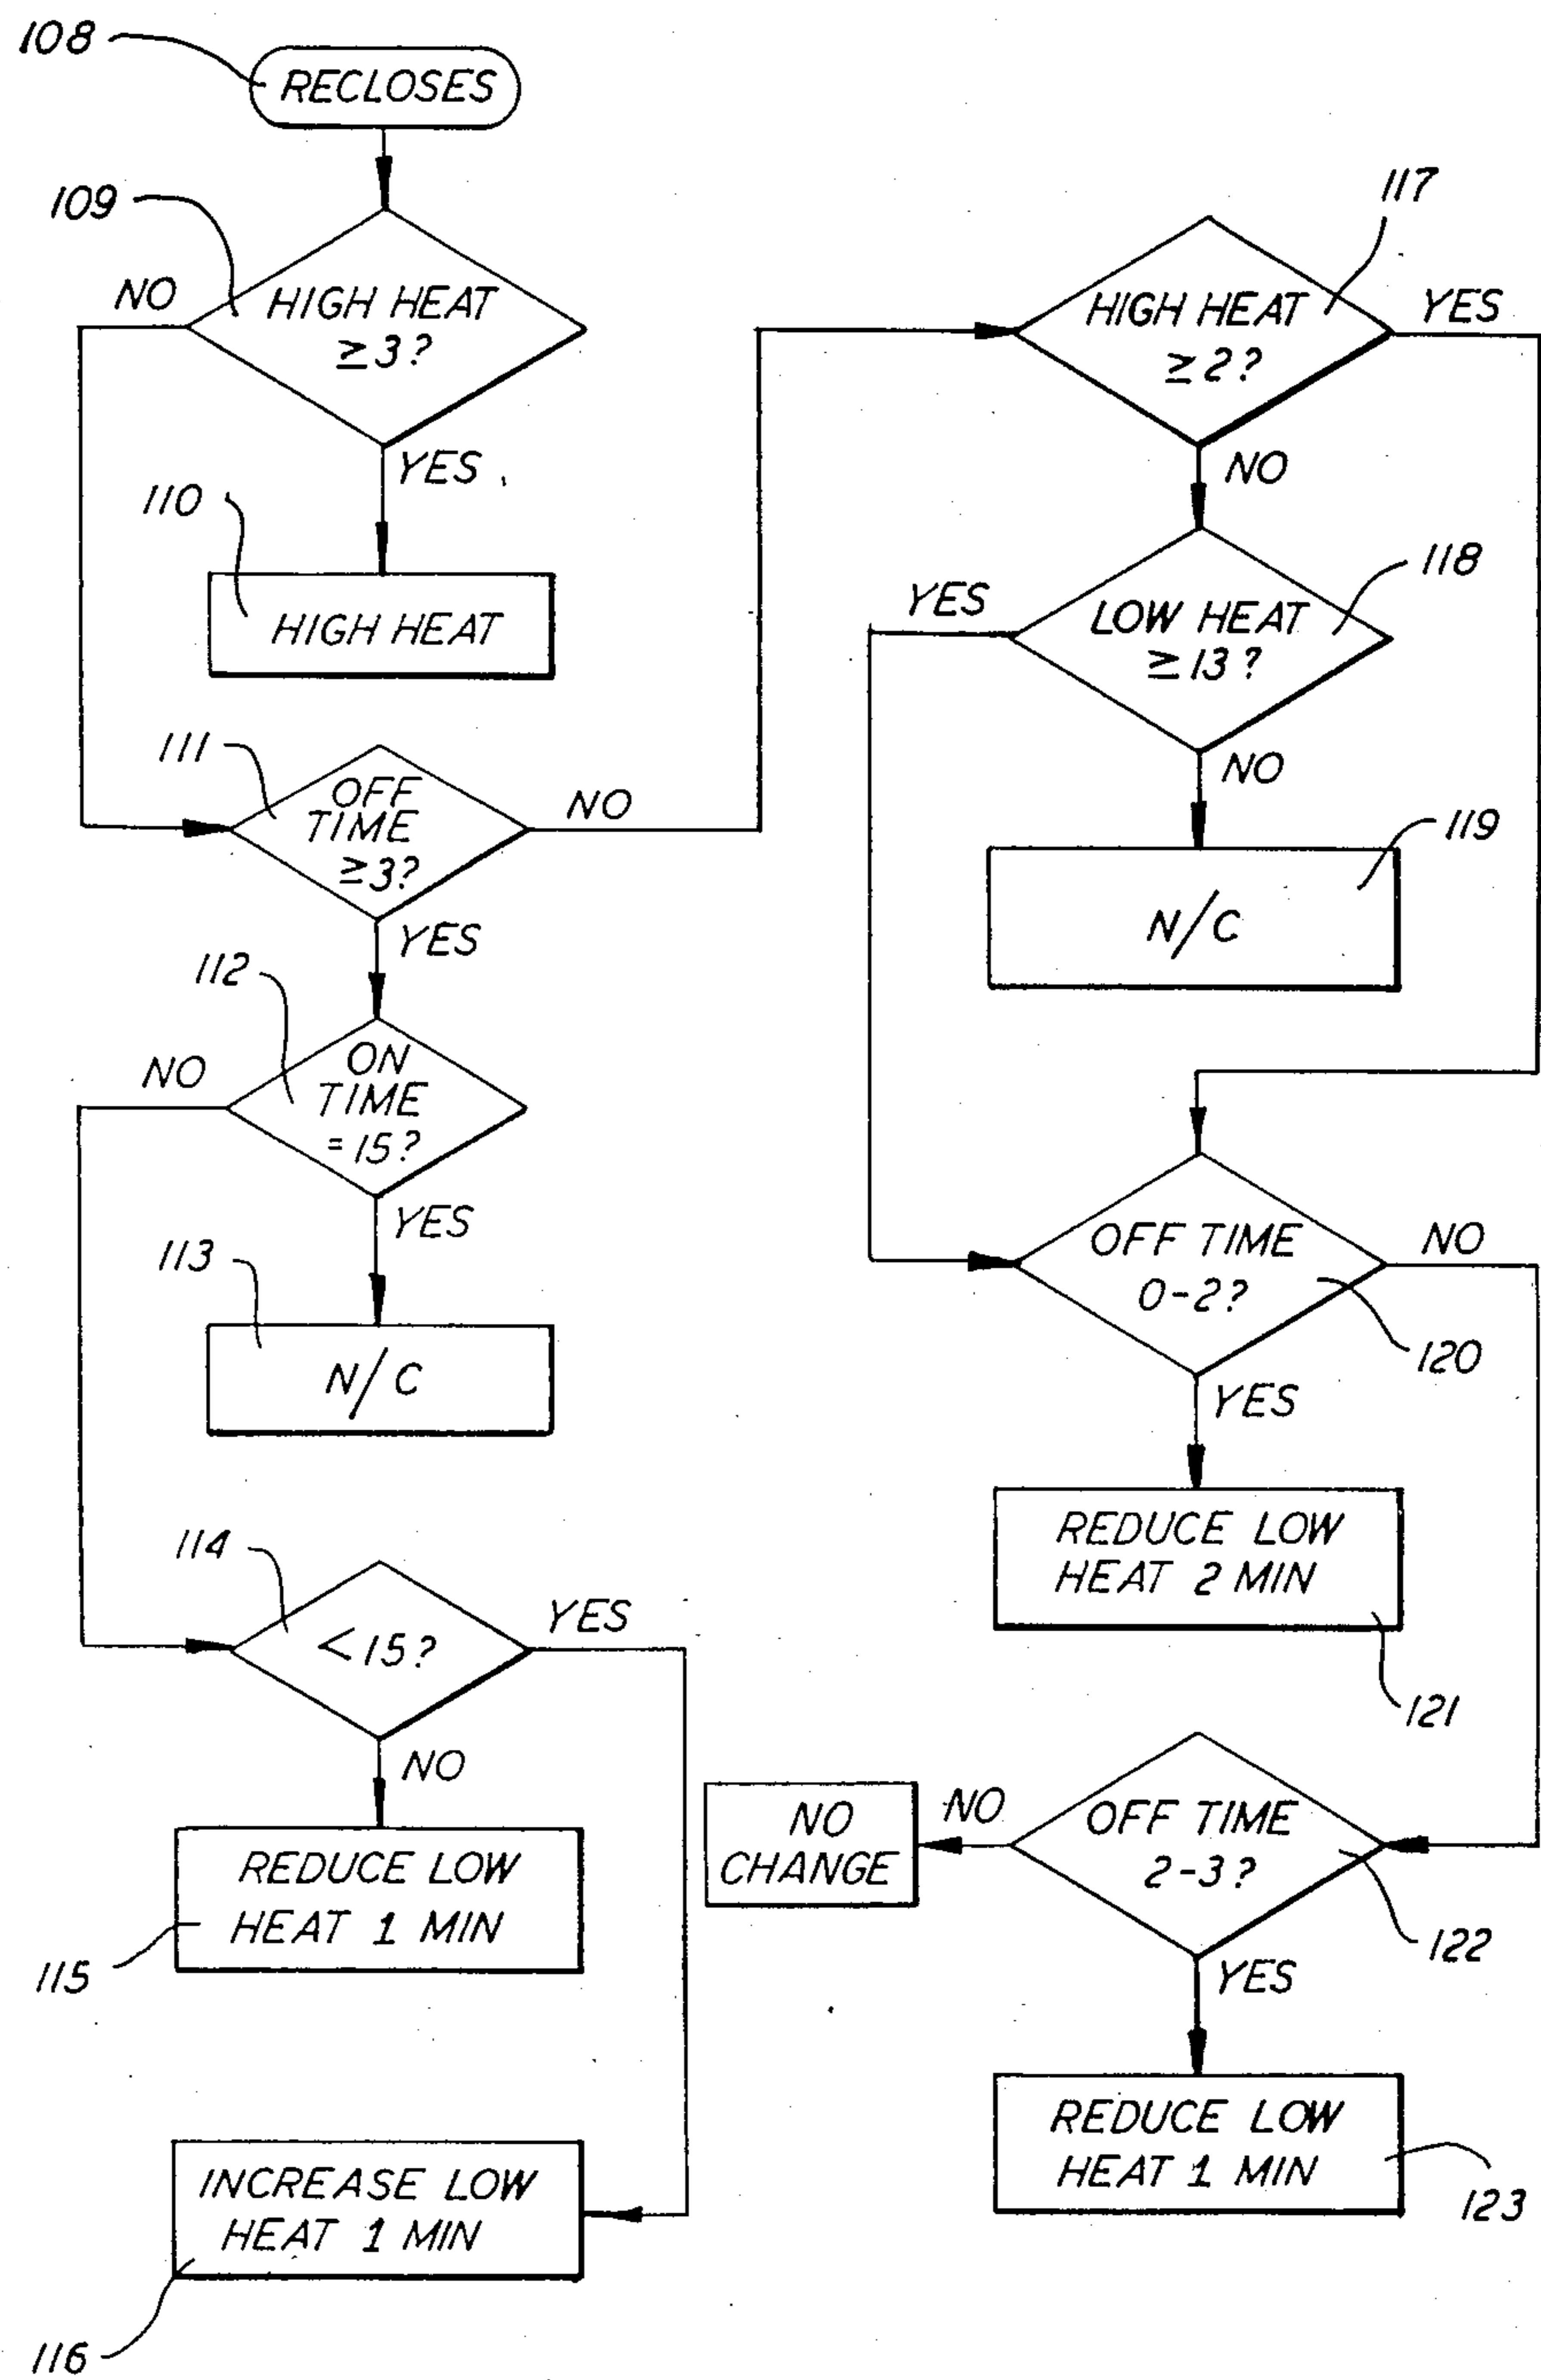 108
RECLOSES
109
NO
HIGH HEAT
≥3?
YES
110
HIGH HEAT
111
OFF
TIME
≥3?
NO
YES
112
NO
ON
TIME
=15?
YES
113
N/C
114
<15?
YES
NO
REDUCE LOW
HEAT 1 MIN
115
INCREASE LOW
HEAT 1 MIN
116
117
HIGH HEAT
≥2?
YES
NO
118
YES
LOW HEAT
≥13?
NO
119
N/C
OFF TIME
0-2?
NO
120
YES
REDUCE LOW
HEAT 2 MIN
121
NO
CHANGE
NO
OFF TIME
2-3?
122
YES
REDUCE LOW
HEAT 1 MIN
123